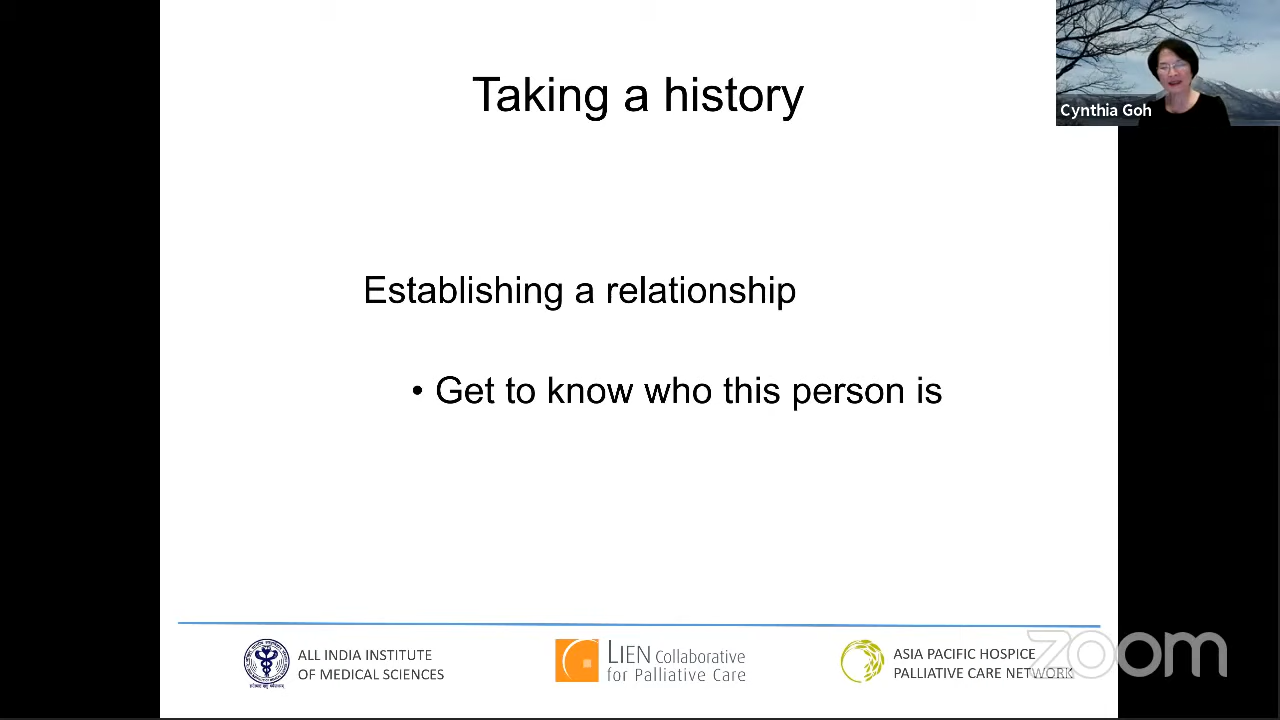 Taking a history
Cynthia Goh
Establishing a relationship
• Get to know who this person is
ALL INDIA INSTITUTE
OF MEDICAL SCIENCES
LIEN Collaborative
for Palliative Care
ASIA PACIFIC HOSPICE
PALLIATIVE CARE NETWORK
zoom